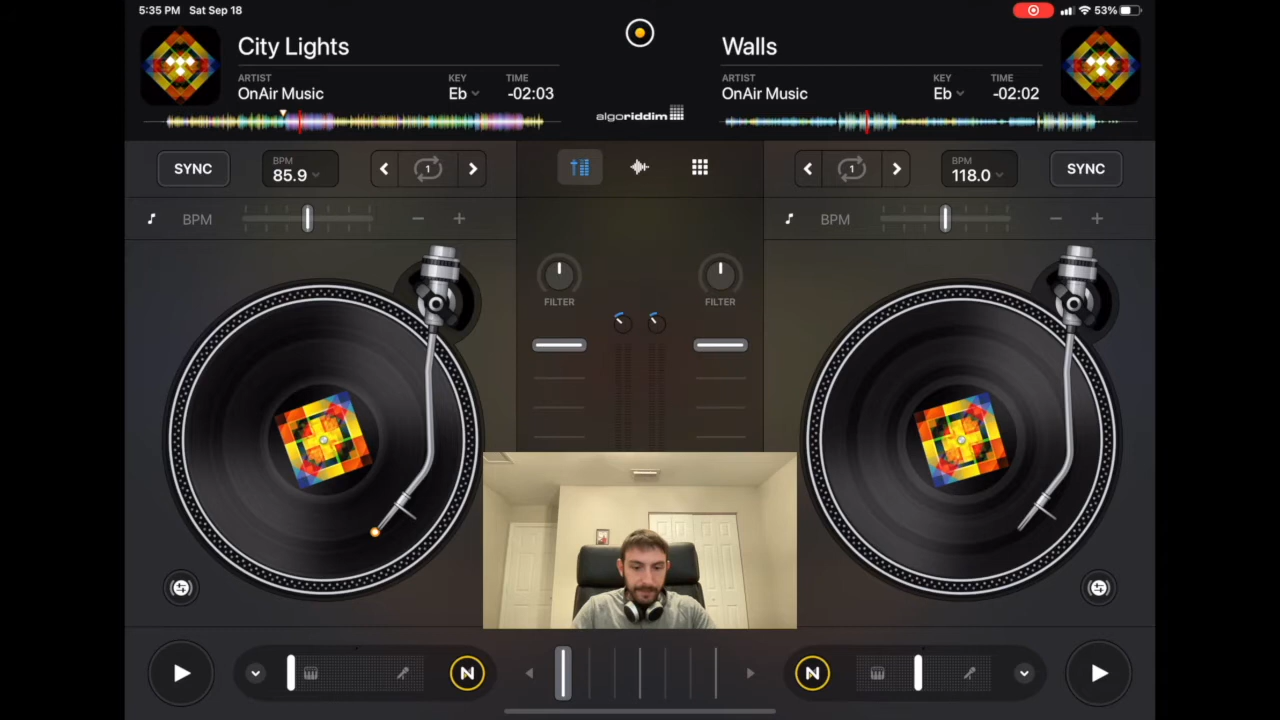 5:35 PM Sat Sep 18
53%
City Lights
ARTIST KEY TIME
OnAir Music Eb -02:03
Walls
ARTIST KEY TIME
OnAir Music Eb -02:02
algoriddim
SYNC
BPM
85.9
1
1
BPM
118.0
SYNC
BPM
BPM
FILTER
FILTER
N
N